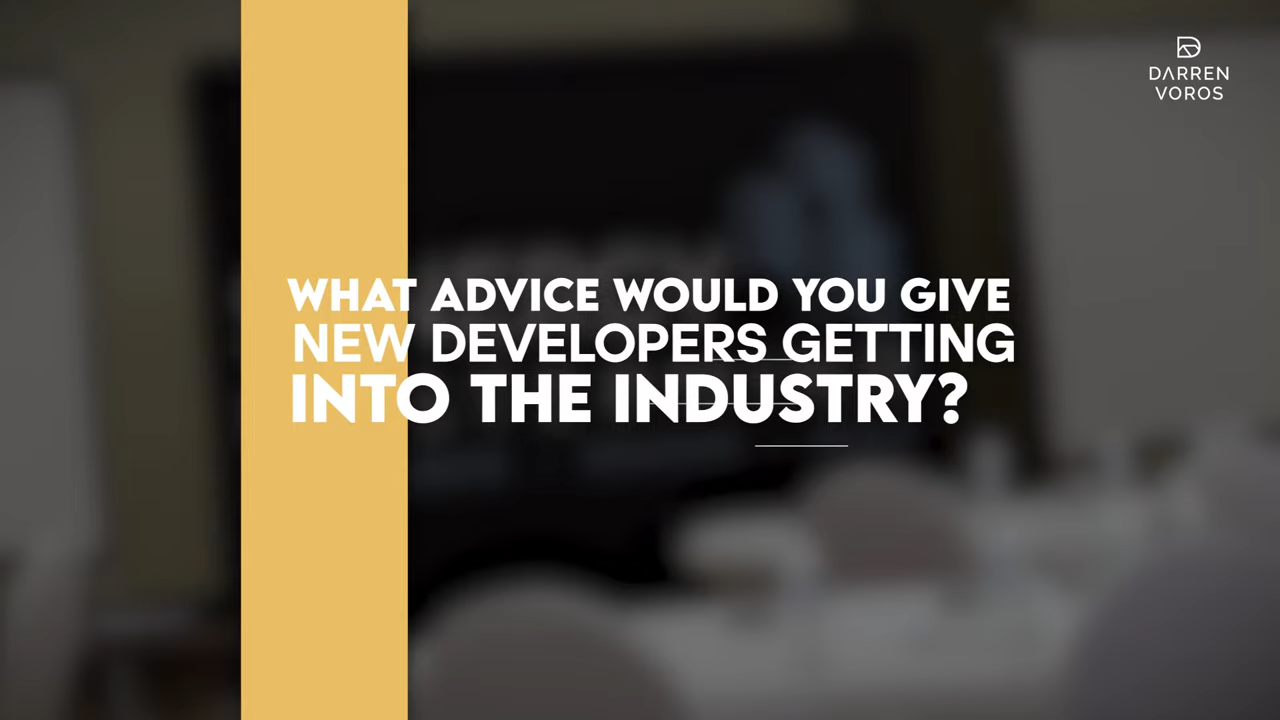 DARREN
VOROS
WHAT ADVICE WOULD YOU GIVE
NEW DEVELOPERS GETTING
INTO THE INDUSTRY?